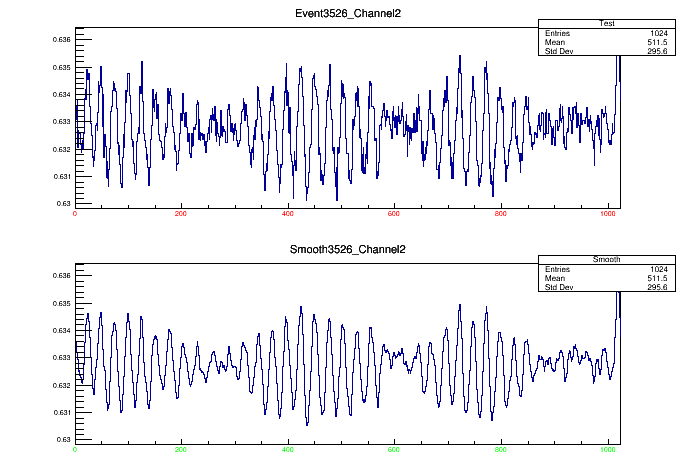 Event3526_Channel2
Test
Entries 1024
Mean 511.5
Std Dev 295.6
0.636
0.635
0.634
0.633
0.632
0.631
0.63
0 200 400 600 800 1000
Smooth3526_Channel2
Smooth
Entries 1024
Mean 511.5
Std Dev 295.6
0.636
0.635
0.634
0.633
0.632
0.631
0.63
0 200 400 600 800 1000